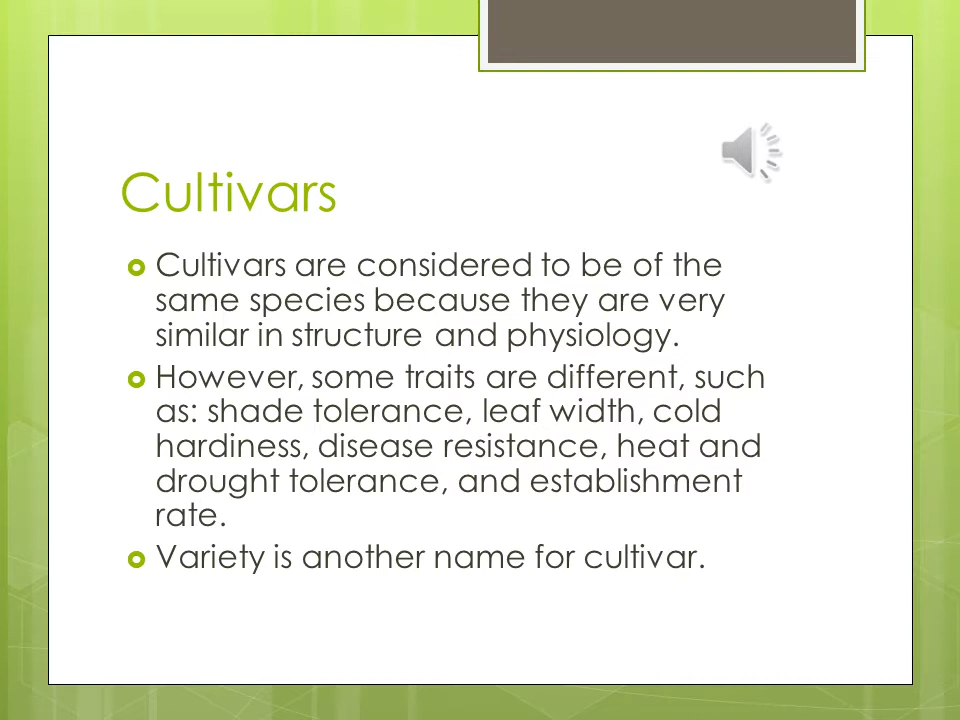 Cultivars
Cultivars are considered to be of the
same species because they are very
similar in structure and physiology.
However, some traits are different, such
as: shade tolerance, leaf width, cold
hardiness, disease resistance, heat and
drought tolerance, and establishment
rate.
Variety is another name for cultivar.